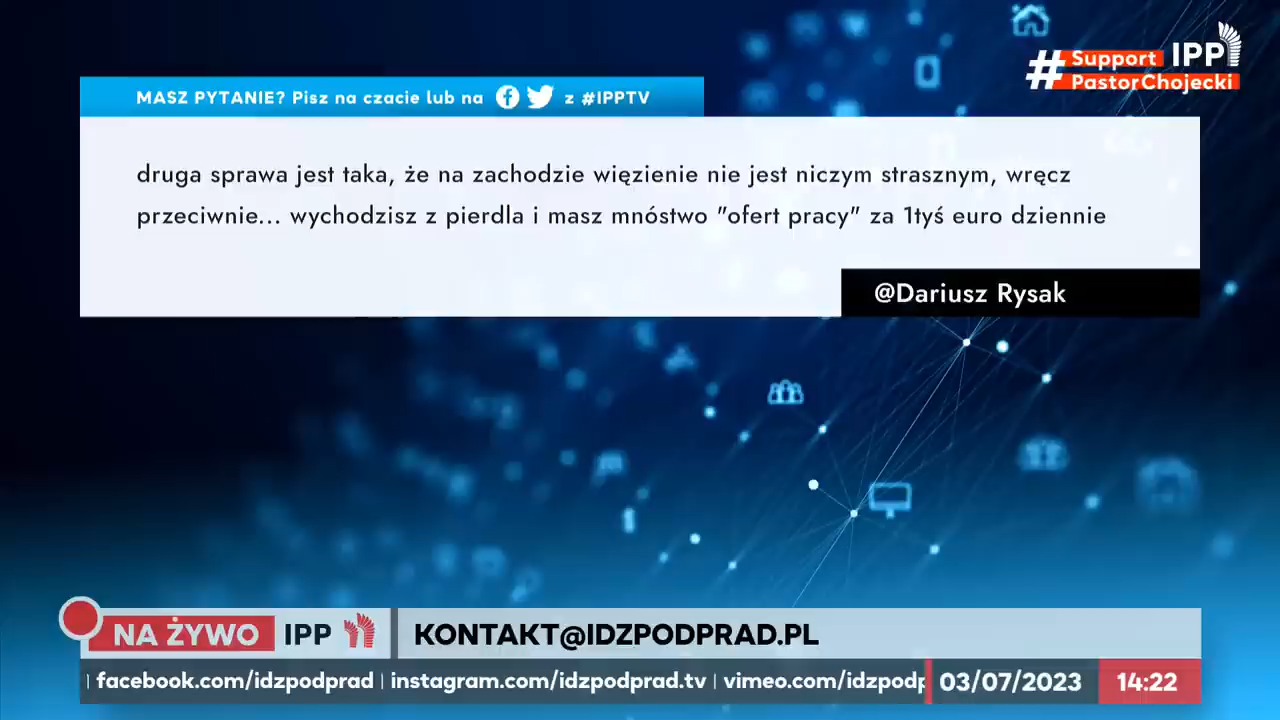 #Support IPP
PastorChojecki
MASZ PYTANIE? Pisz na czacie lub na z #IPPTV
druga sprawa jest taka, że na zachodzie więzienie nie jest niczym strasznym, wręcz
przeciwnie... wychodzisz z pierdla i masz mnóstwo "ofert pracy" za 1tyś euro dziennie
@Dariusz Rysak
NA ŻYWO IPP KONTAKT@IDZPODPRAD.PL
| facebook.com/idzpodprad | instagram.com/idzpodprad.tv | vimeo.com/idzpodp 03/07/2023 14:22